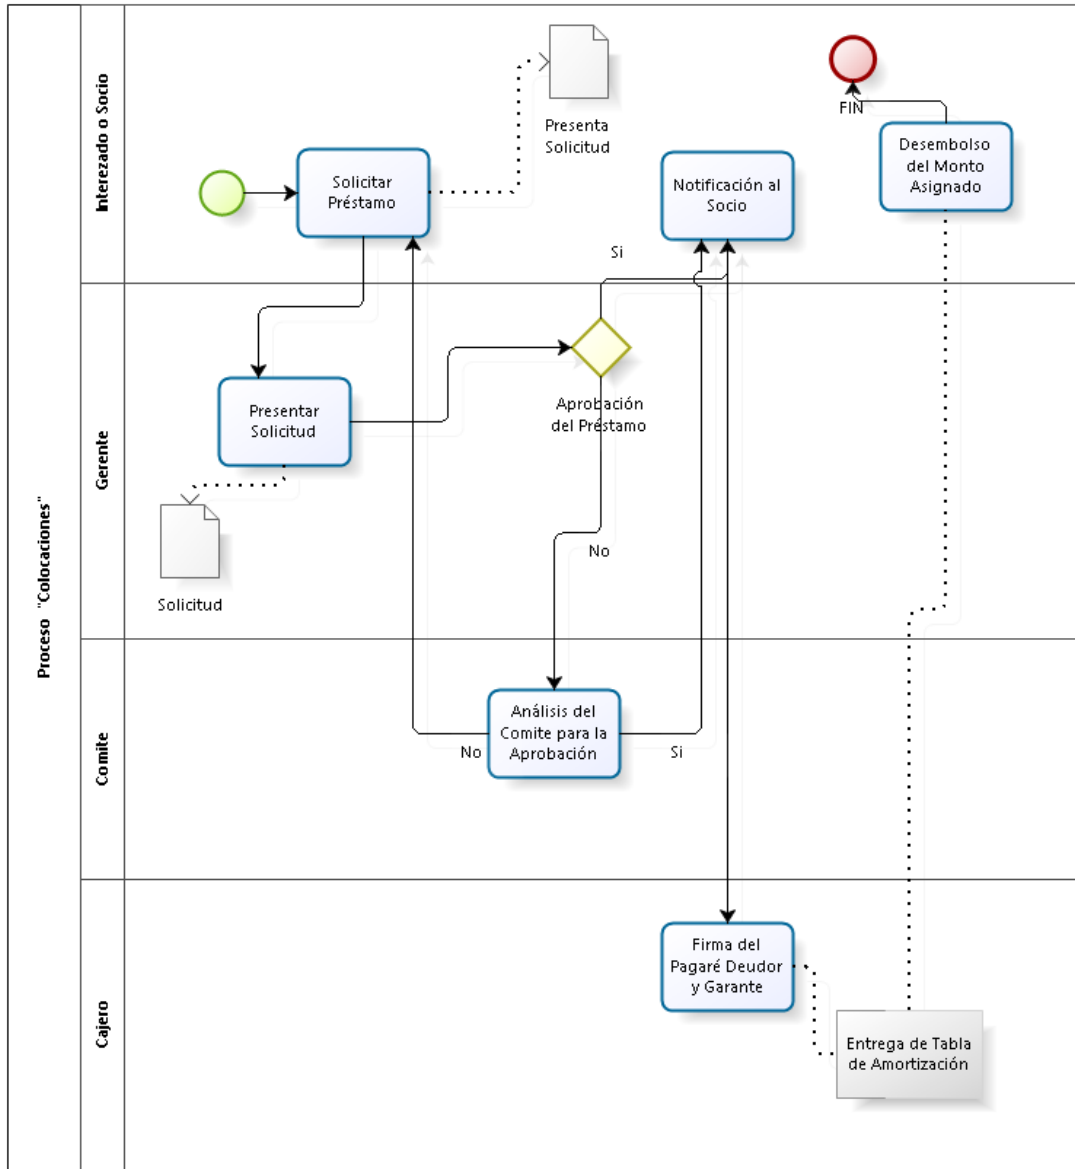 Proceso "Colocaciones"
Interezado o Socio
Solicitar
Préstamo
Presenta
Solicitud
Notificación al
Socio
FIN
Desembolso
del Monto
Asignado
Si
Gerente
Presentar
Solicitud
Aprobación
del Préstamo
Solicitud
No
Comite
Análisis del
Comite para la
Aprobación
No
Si
Cajero
Firma del
Pagaré Deudor
y Garante
Entrega de Tabla
de Amortización